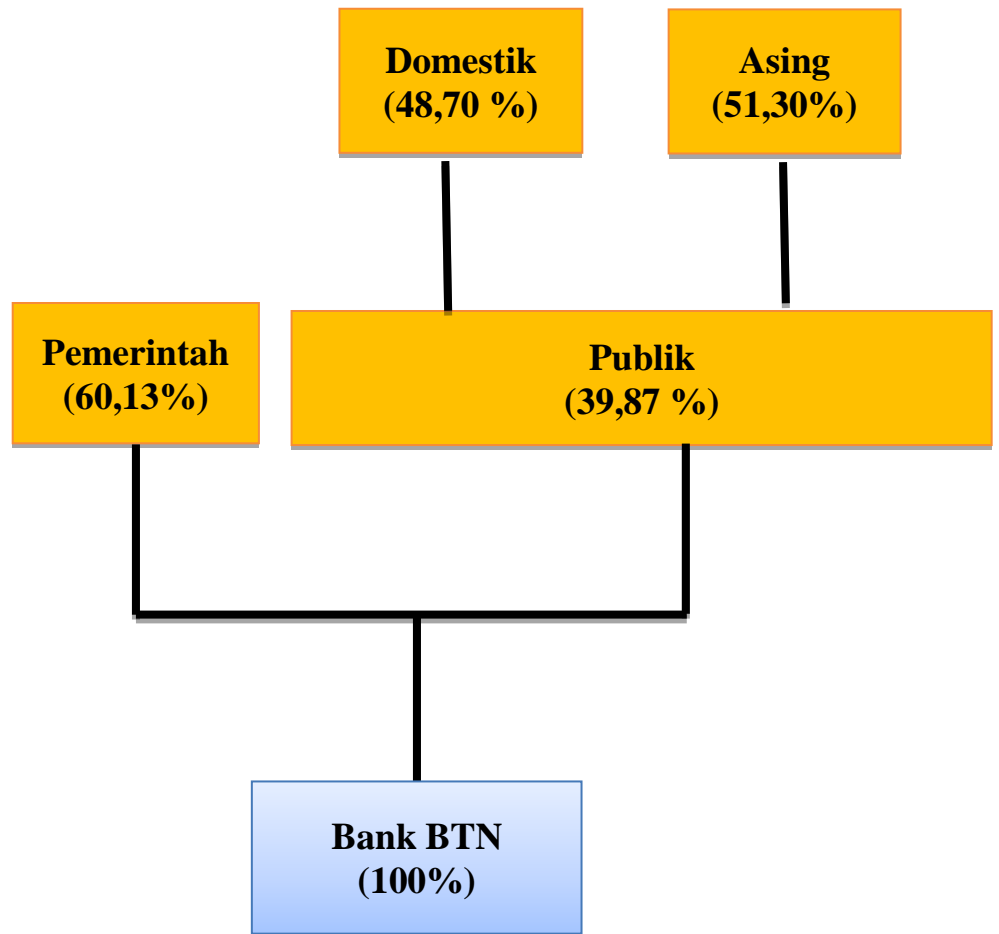 Domestik
(48,70 %)
Asing
(51,30%)
Pemerintah
(60,13%)
Publik
(39,87 %)
Bank BTN
(100%)